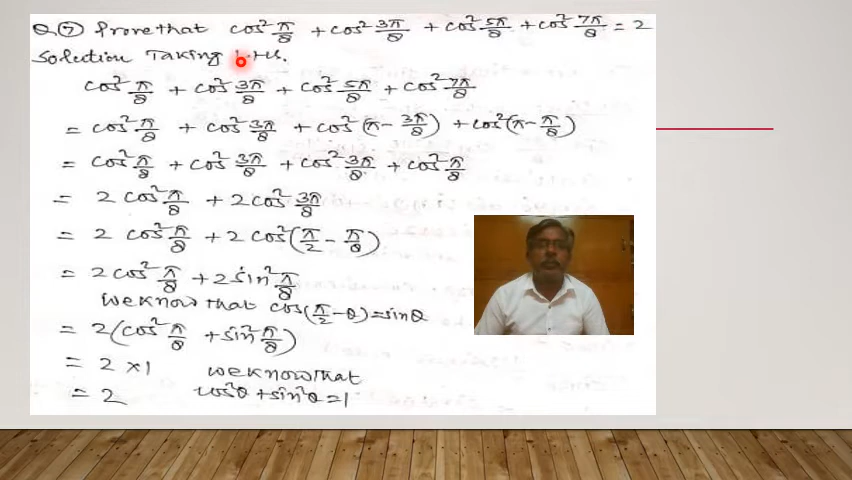 Q ⑦ Prove that cos² π/8 + cos² 3π/8 + cos² 5π/8 + cos² 7π/8 = 2
Solution Taking L.H.S.
cos² π/8 + cos² 3π/8 + cos² 5π/8 + cos² 7π/8
= cos² π/8 + cos² 3π/8 + cos² (π - 3π/8) + cos² (π - π/8)
= cos² π/8 + cos² 3π/8 + cos² 3π/8 + cos² π/8
= 2 cos² π/8 + 2 cos² 3π/8
= 2 cos² π/8 + 2 cos² (π/2 - π/8)
= 2 cos² π/8 + 2 sin² π/8
We know that cos(π/2 - θ) = sinθ
= 2 (cos² π/8 + sin² π/8)
= 2 × 1 we know that
= 2 cos²θ + sin²θ = 1